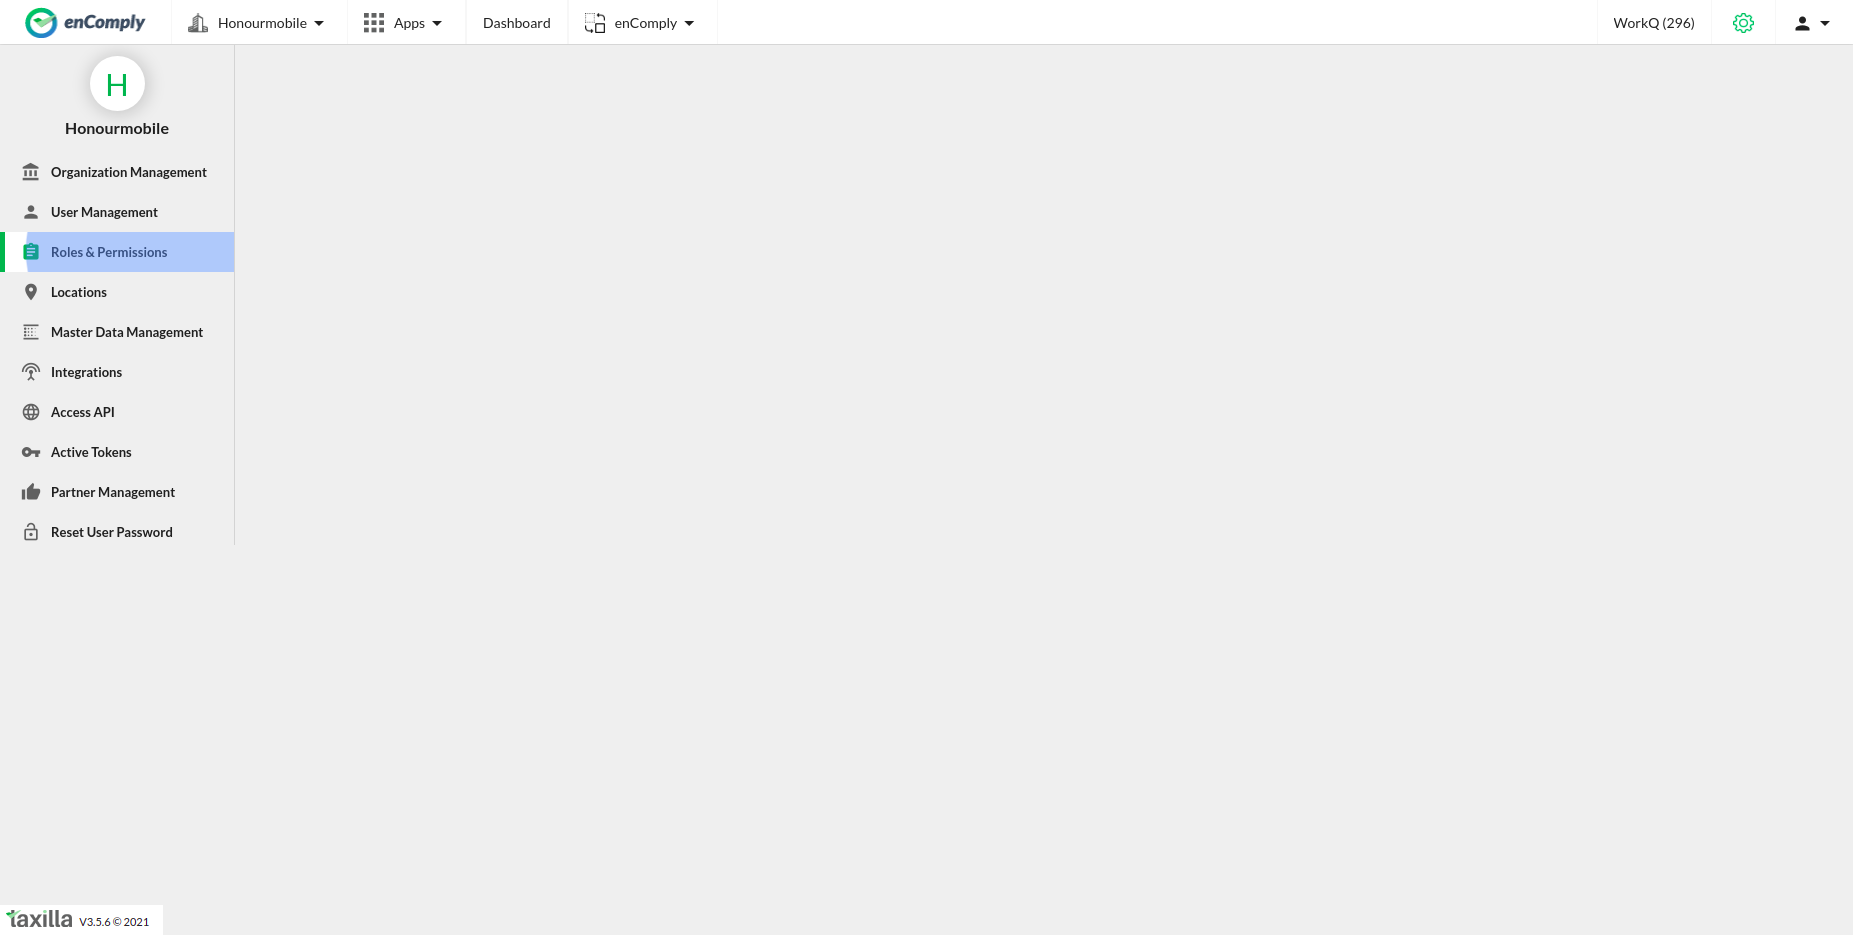 enComply
Honourmobile
Apps
Dashboard
enComply
WorkQ (296)
H
Honourmobile
Organization Management
User Management
Roles & Permissions
Locations
Master Data Management
Integrations
Access API
Active Tokens
Partner Management
Reset User Password
taxilla V3.5.6 © 2021